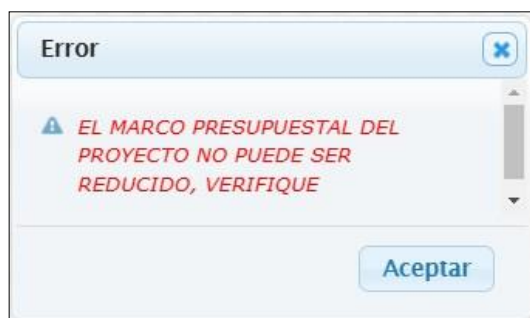 Error
EL MARCO PRESUPUESTAL DEL
PROYECTO NO PUEDE SER
REDUCIDO, VERIFIQUE
Aceptar